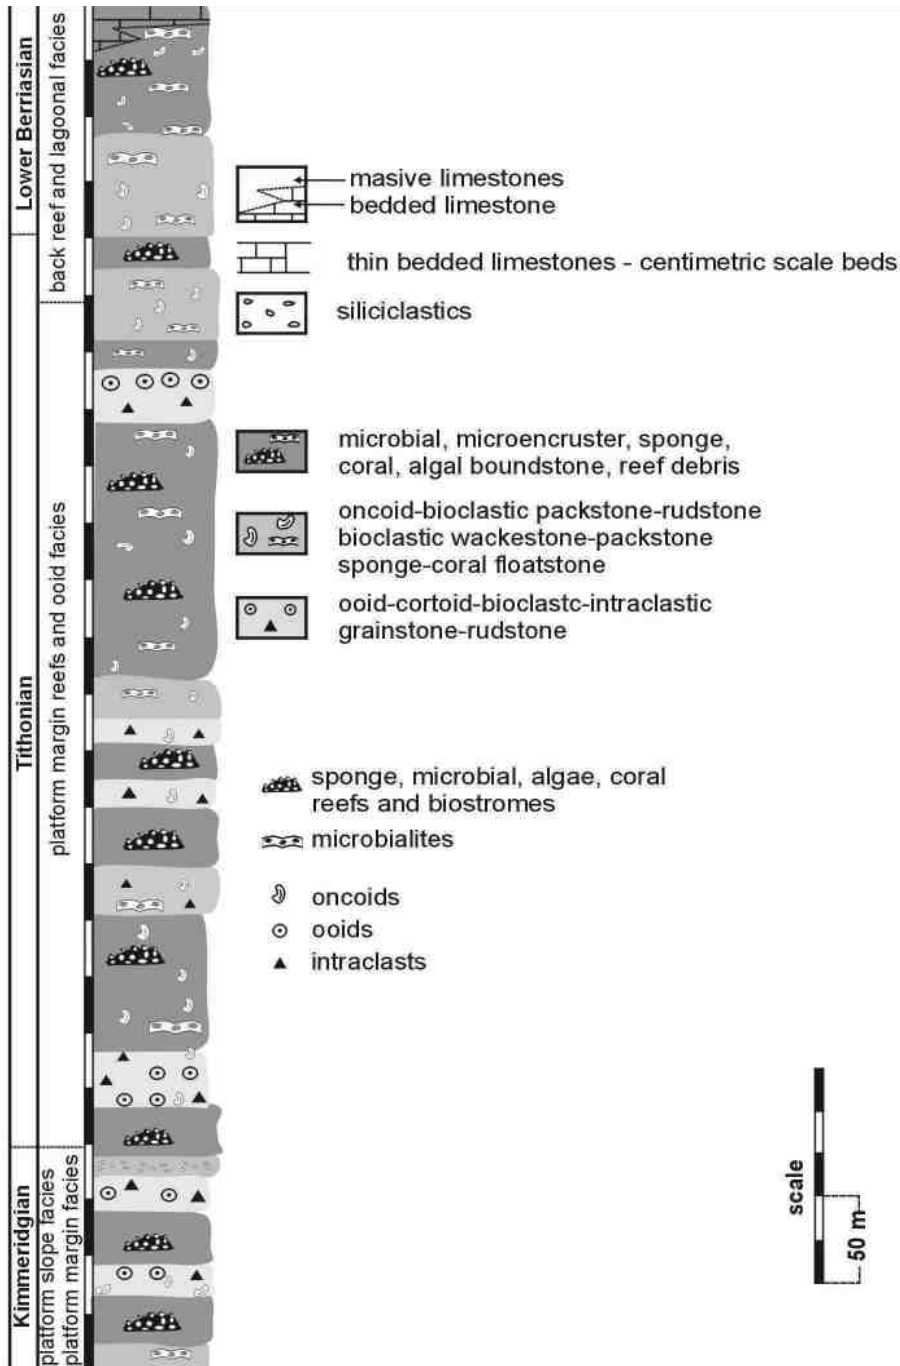 Lower Berriasian
back reef and lagoonal facies
Tithonian
platform margin reefs and ooid facies
Kimmeridgian
platform slope facies
platform margin facies
masive limestones
bedded limestone
thin bedded limestones - centimetric scale beds
siliciclastics
microbial, microencruster, sponge,
coral, algal boundstone, reef debris
oncoid-bioclastic packstone-rudstone
bioclastic wackestone-packstone
sponge-coral floatstone
ooid-cortoid-bioclastc-intraclastic
grainstone-rudstone
sponge, microbial, algae, coral
reefs and biostromes
microbialites
oncoids
ooids
intraclasts
scale
50 m